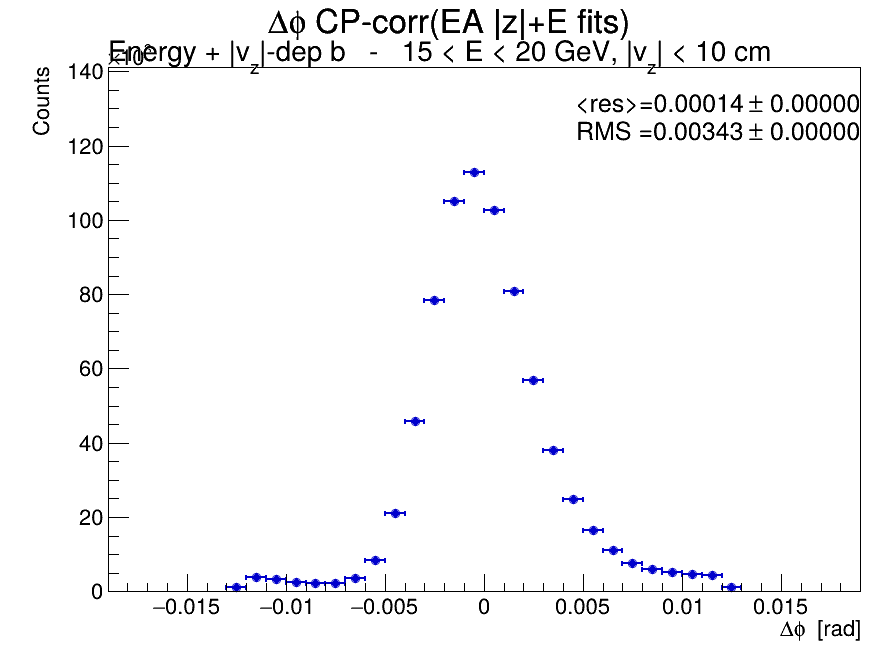 Δϕ CP-corr(EA |z|+E fits)
Energy + |v_z|-dep b - 15 < E < 20 GeV, |v_z| < 10 cm
<res>=0.00014 ± 0.00000
RMS =0.00343 ± 0.00000
Counts
140
120
100
80
60
40
20
0
−0.015 −0.01 −0.005 0 0.005 0.01 0.015
Δϕ [rad]